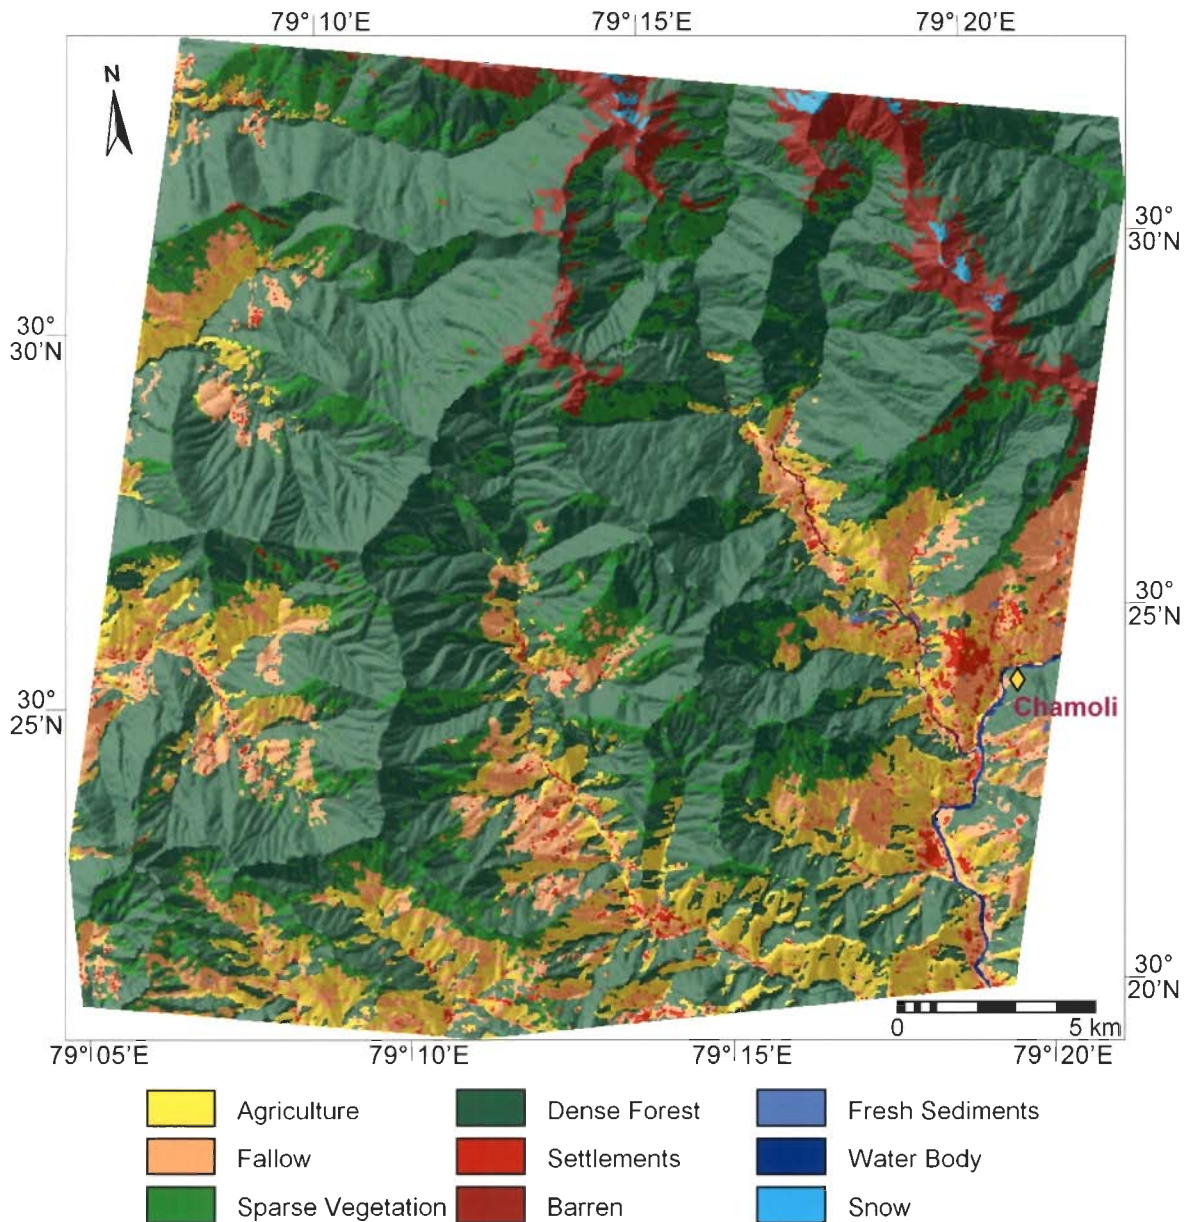 79°10’E 79°15’E 79°20’E
N
30°
30’N
30°
30’N
30°
25’N
30°
25’N
Chamoli
30°
20’N
0 5 km
79°05’E 79°10’E 79°15’E 79°20’E
Agriculture Dense Forest Fresh Sediments
Fallow Settlements Water Body
Sparse Vegetation Barren Snow